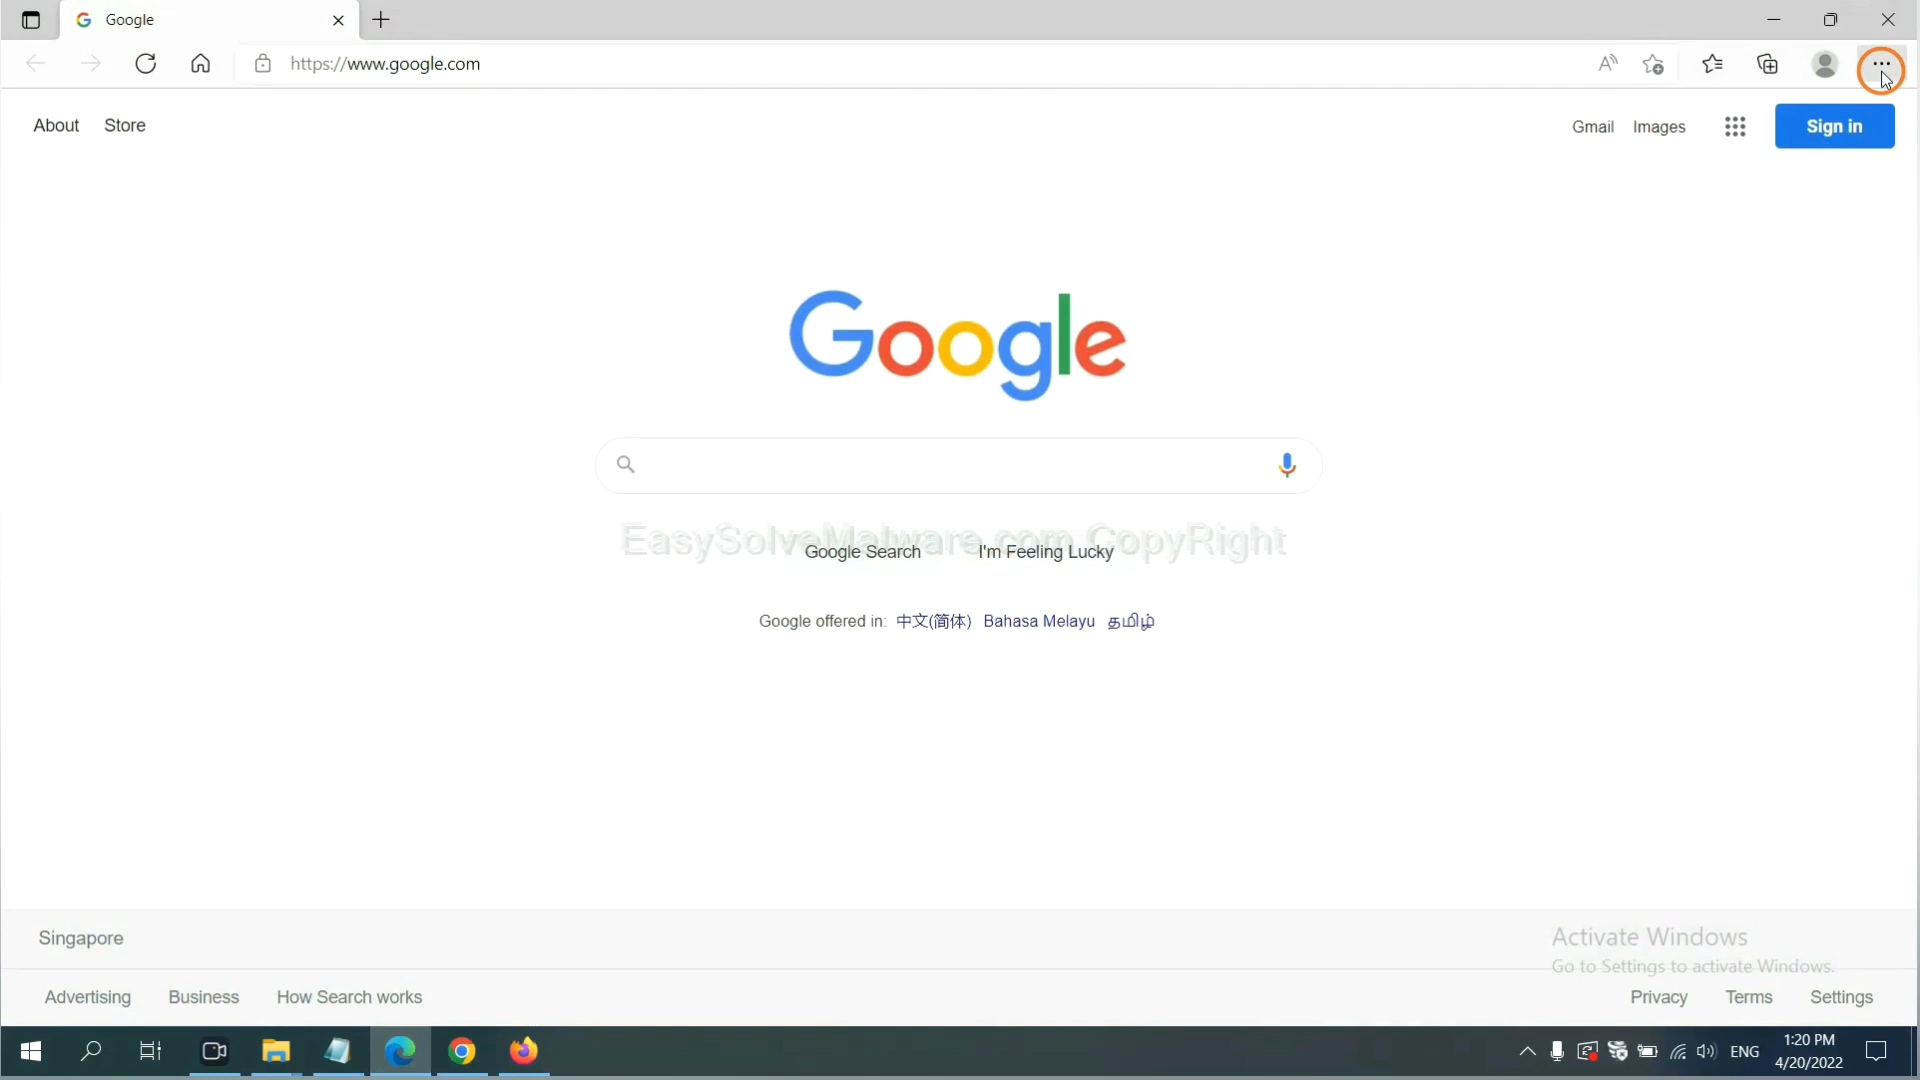 Google
https://www.google.com
About Store
Gmail Images Sign in
Google
EasySolveMalware.com CopyRight
Google Search I'm Feeling Lucky
Google offered in: 中文(简体) Bahasa Melayu தமிழ்
Singapore
Activate Windows
Go to Settings to activate Windows.
Advertising Business How Search works
Privacy Terms Settings
ENG
1:20 PM
4/20/2022